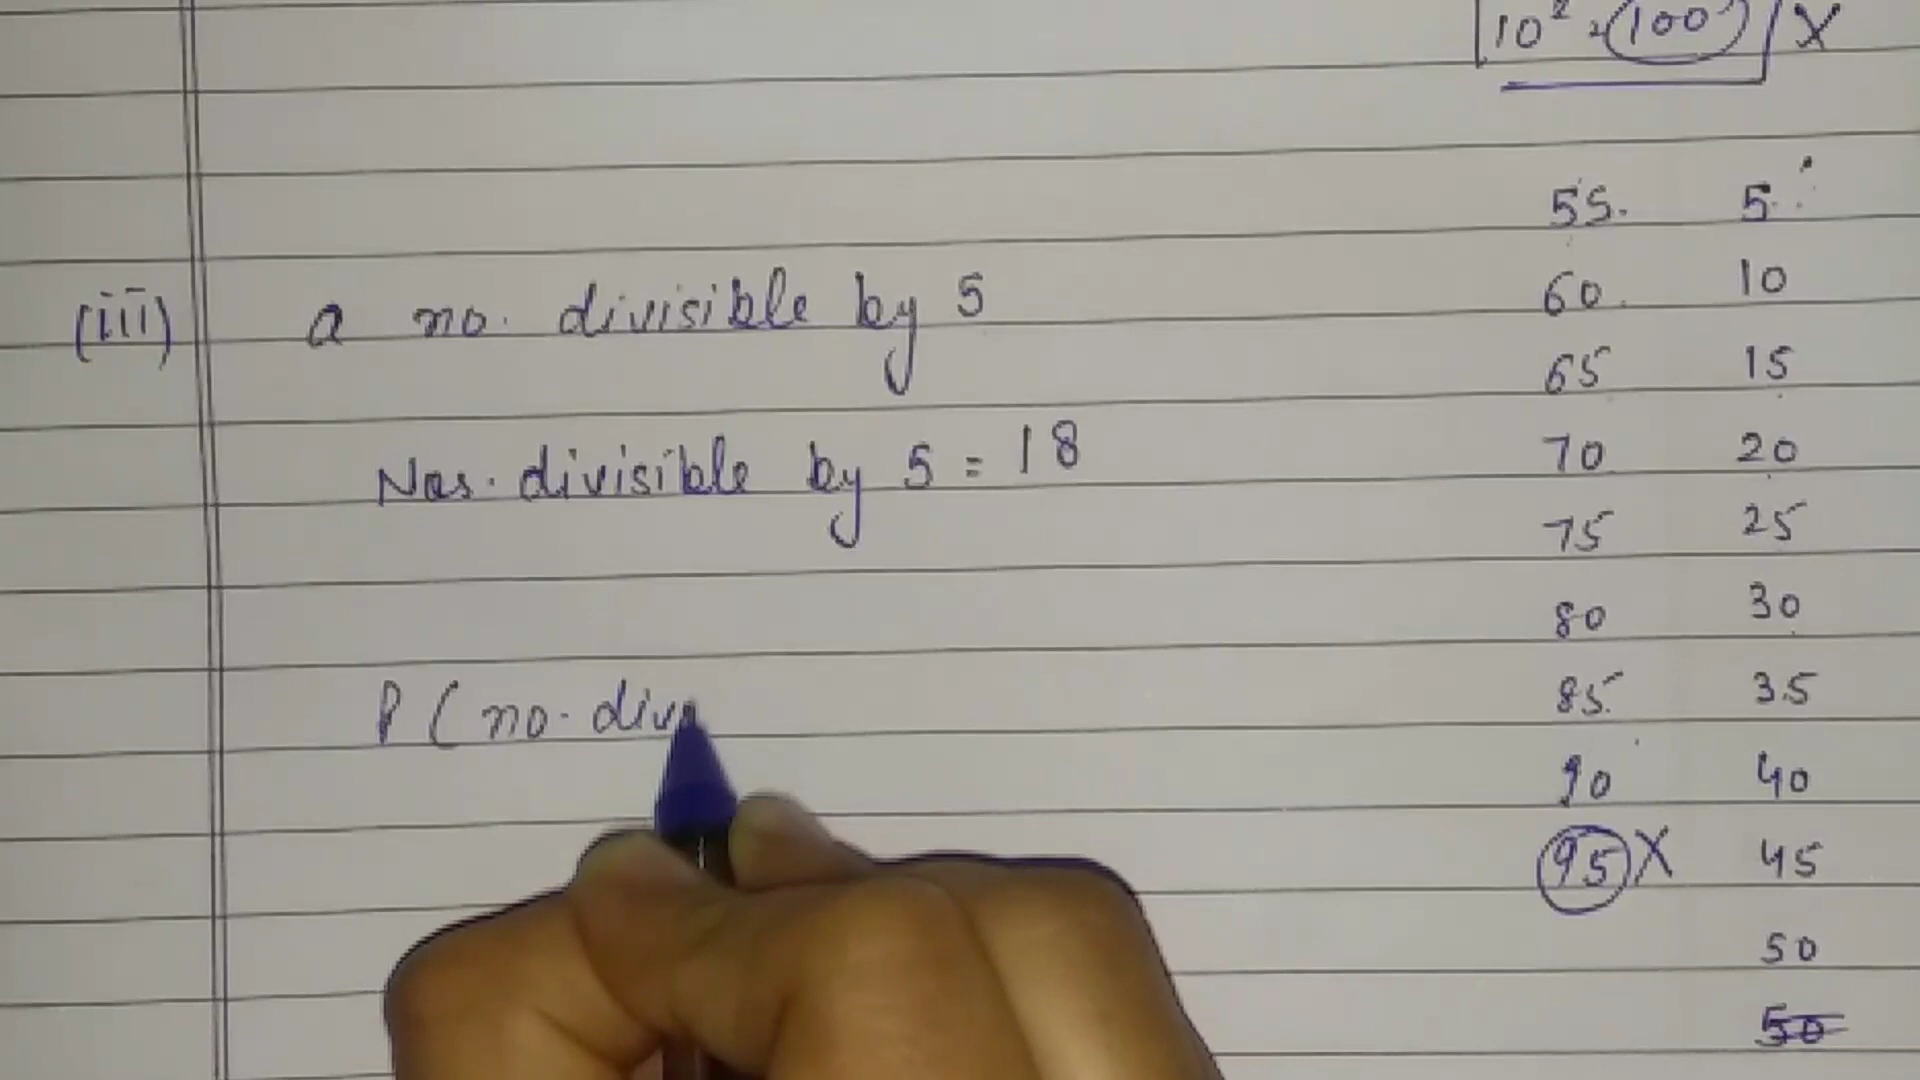 10² = 100 X
(iii) a no. divisible by 5
Nos. divisible by 5 = 18
P ( no. div
55. 5
60. 10
65 15
70 20
75 25
80 30
85 35
90 40
95 X 45
50
50